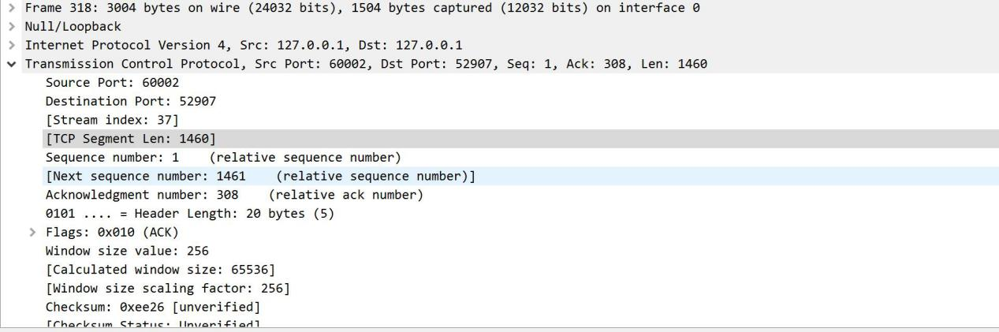 Frame 318: 3004 bytes on wire (24032 bits), 1504 bytes captured (12032 bits) on interface 0
Null/Loopback
Internet Protocol Version 4, Src: 127.0.0.1, Dst: 127.0.0.1
Transmission Control Protocol, Src Port: 60002, Dst Port: 52907, Seq: 1, Ack: 308, Len: 1460
Source Port: 60002
Destination Port: 52907
[Stream index: 37]
[TCP Segment Len: 1460]
Sequence number: 1    (relative sequence number)
[Next sequence number: 1461    (relative sequence number)]
Acknowledgment number: 308    (relative ack number)
0101 .... = Header Length: 20 bytes (5)
Flags: 0x010 (ACK)
Window size value: 256
[Calculated window size: 65536]
[Window size scaling factor: 256]
Checksum: 0xee26 [unverified]
[Checksum Status: Unverified]